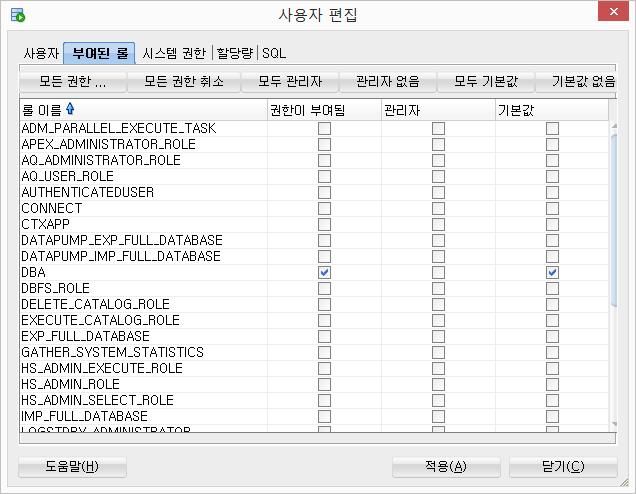 사용자 편집
사용자 부여된 롤 시스템 권한 할당량 SQL
모든 권한 ... 모든 권한 취소 모두 관리자 관리자 없음 모두 기본값 기본값 없음
롤 이름 권한이 부여됨 관리자 기본값
ADM_PARALLEL_EXECUTE_TASK
APEX_ADMINISTRATOR_ROLE
AQ_ADMINISTRATOR_ROLE
AQ_USER_ROLE
AUTHENTICATEDUSER
CONNECT
CTXAPP
DATAPUMP_EXP_FULL_DATABASE
DATAPUMP_IMP_FULL_DATABASE
DBA
DBFS_ROLE
DELETE_CATALOG_ROLE
EXECUTE_CATALOG_ROLE
EXP_FULL_DATABASE
GATHER_SYSTEM_STATISTICS
HS_ADMIN_EXECUTE_ROLE
HS_ADMIN_ROLE
HS_ADMIN_SELECT_ROLE
IMP_FULL_DATABASE
LOGSTDBY_ADMINISTRATOR
도움말(H) 적용(A) 닫기(C)